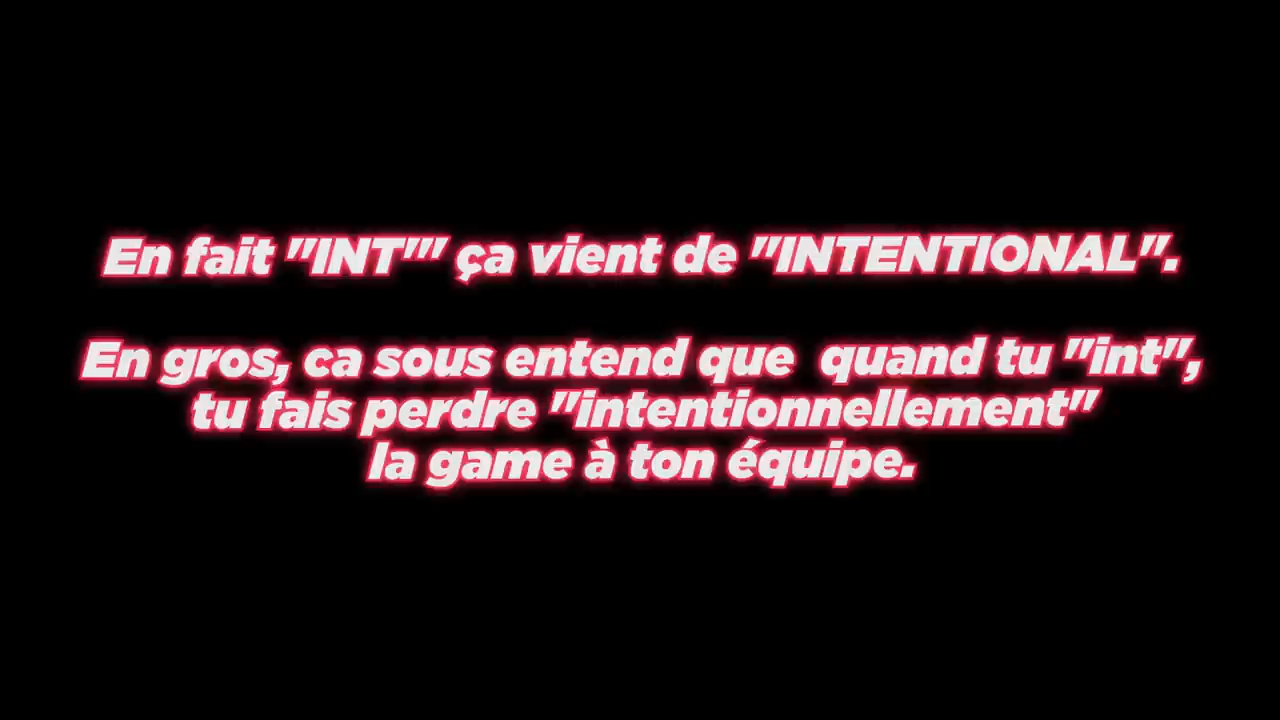 En fait "INT'" ça vient de "INTENTIONAL".
En gros, ca sous entend que  quand tu "int",
tu fais perdre "intentionnellement"
la game à ton équipe.